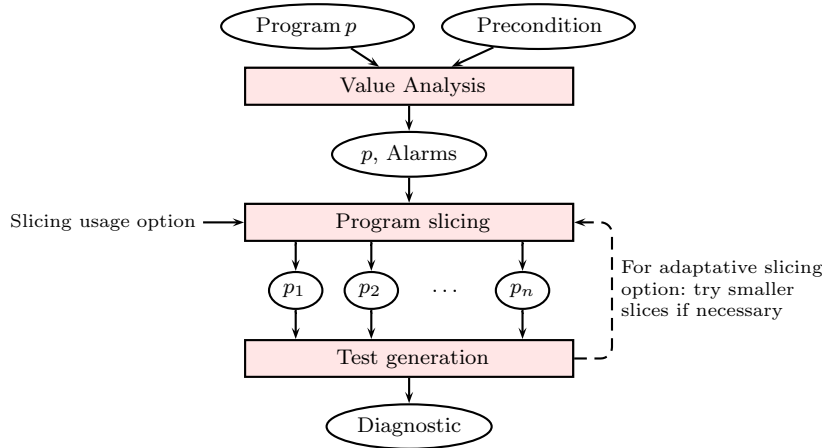 Program p
Precondition
Value Analysis
p, Alarms
Slicing usage option
Program slicing
For adaptative slicing
option: try smaller
slices if necessary
p₁
p₂
...
pₙ
Test generation
Diagnostic